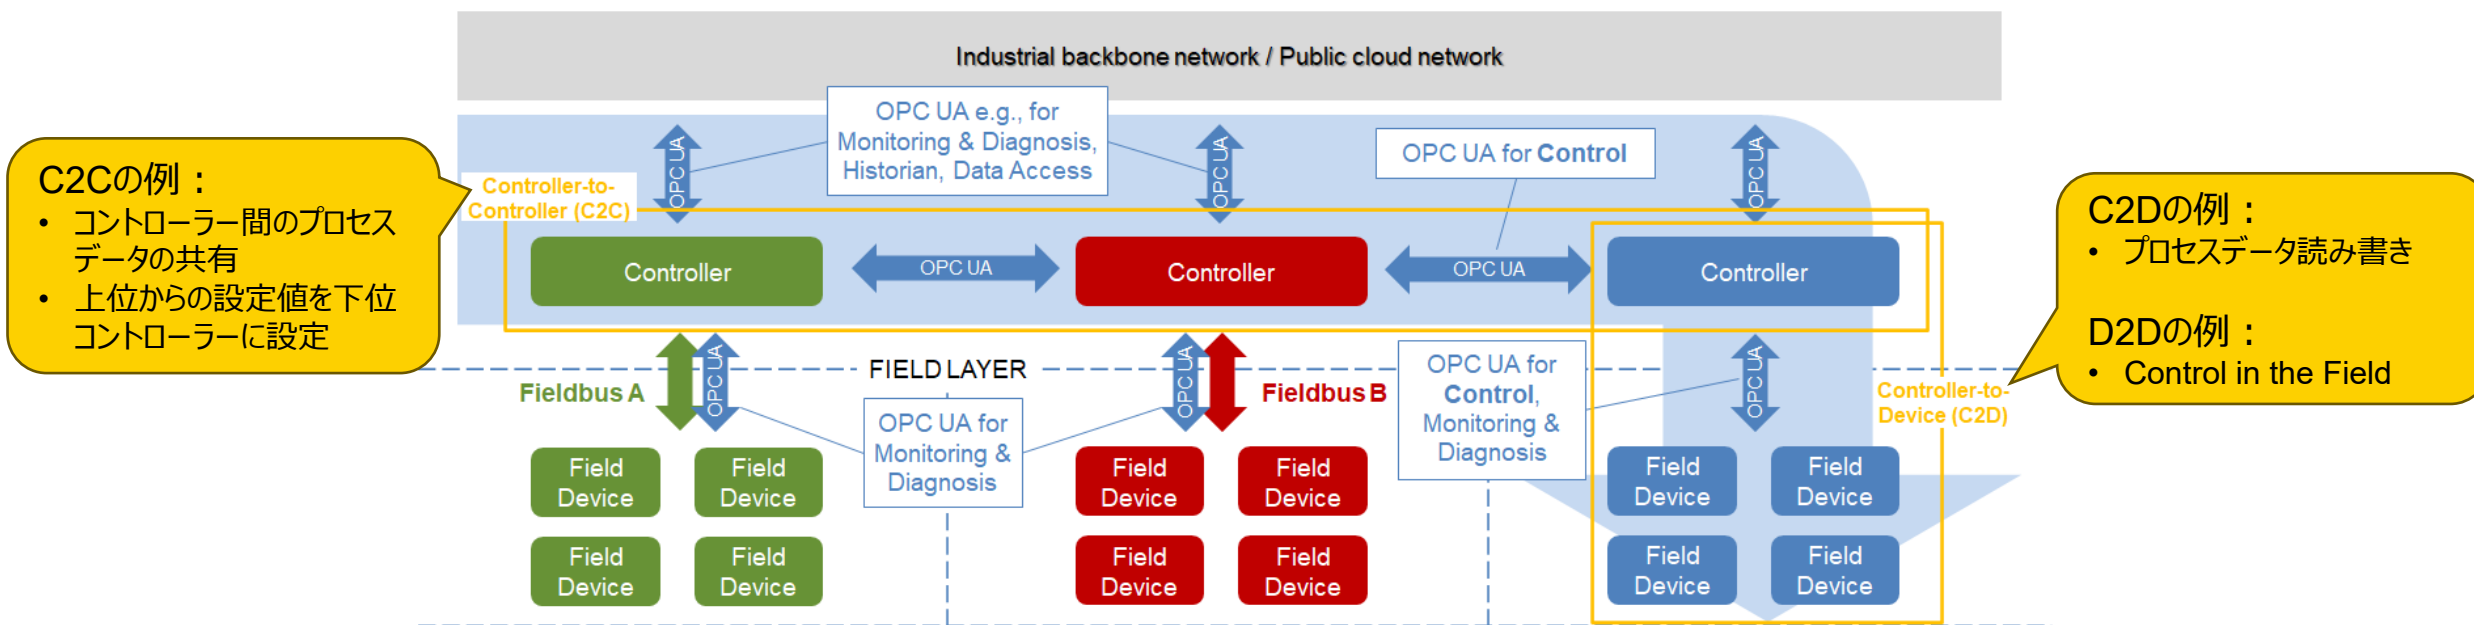 Industrial backbone network / Public cloud network
OPC UA e.g., for
Monitoring & Diagnosis,
Historian, Data Access
OPC UA for Control
OPC UA
OPC UA
OPC UA
C2Cの例：
• コントローラー間のプロセス
データの共有
• 上位からの設定値を下位
コントローラーに設定
Controller-to-
Controller (C2C)
Controller
OPC UA
Controller
OPC UA
Controller
C2Dの例：
• プロセスデータ読み書き
D2Dの例：
• Control in the Field
FIELD LAYER
Fieldbus A
OPC UA
OPC UA
Fieldbus B
OPC UA
OPC UA for
Monitoring &
Diagnosis
OPC UA for
Control,
Monitoring &
Diagnosis
Controller-to-
Device (C2D)
Field
Device
Field
Device
Field
Device
Field
Device
Field
Device
Field
Device
Field
Device
Field
Device
Field
Device
Field
Device
Field
Device
Field
Device